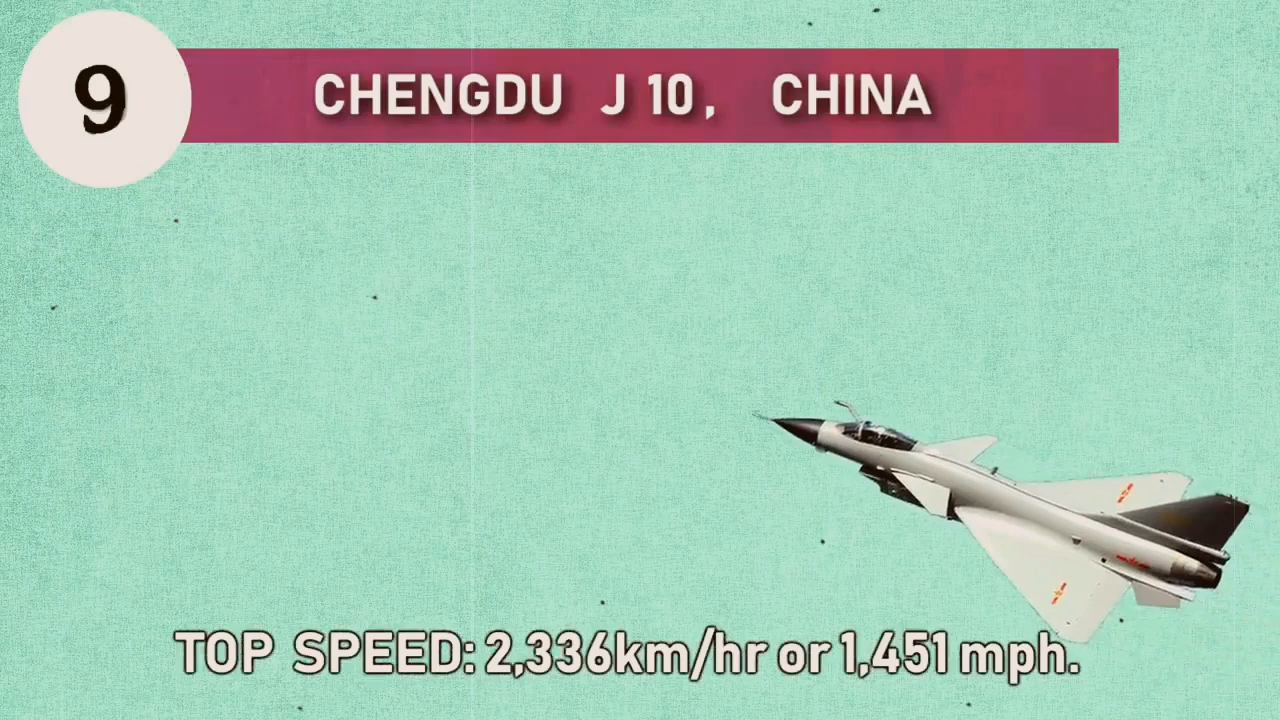 9
CHENGDU J 10, CHINA
TOP SPEED: 2,336km/hr or 1,451 mph.